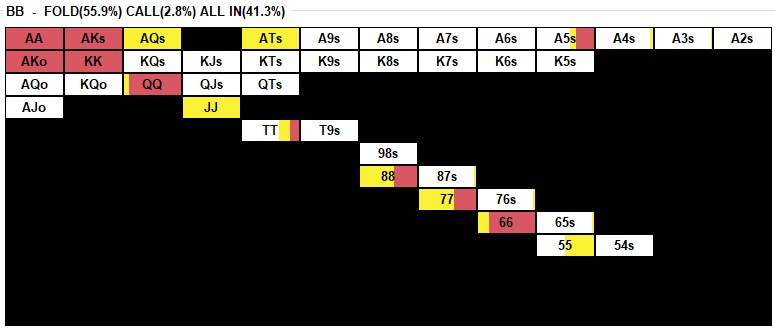 BB - FOLD(55.9%) CALL(2.8%) ALL IN(41.3%)
AA AKs AQs ATs A9s A8s A7s A6s A5s A4s A3s A2s
AKo KK KQs KJs KTs K9s K8s K7s K6s K5s
AQo KQo QQ QJs QTs
AJo JJ
TT T9s
98s
88 87s
77 76s
66 65s
55 54s